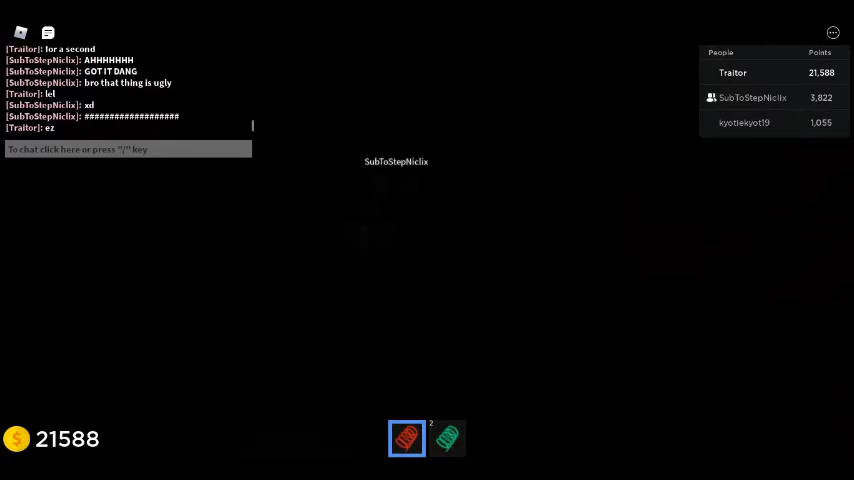 [Traitor]: for a second
[SubToStepNiclix]: AHHHHHHH
[SubToStepNiclix]: GOT IT DANG
[SubToStepNiclix]: bro that thing is ugly
[Traitor]: lel
[SubToStepNiclix]: xd
[SubToStepNiclix]: ###################
[Traitor]: ez
To chat click here or press "/" key
People Points
Traitor 21,588
SubToStepNiclix 3,822
kyotiekyot19 1,055
SubToStepNiclix
2
21588